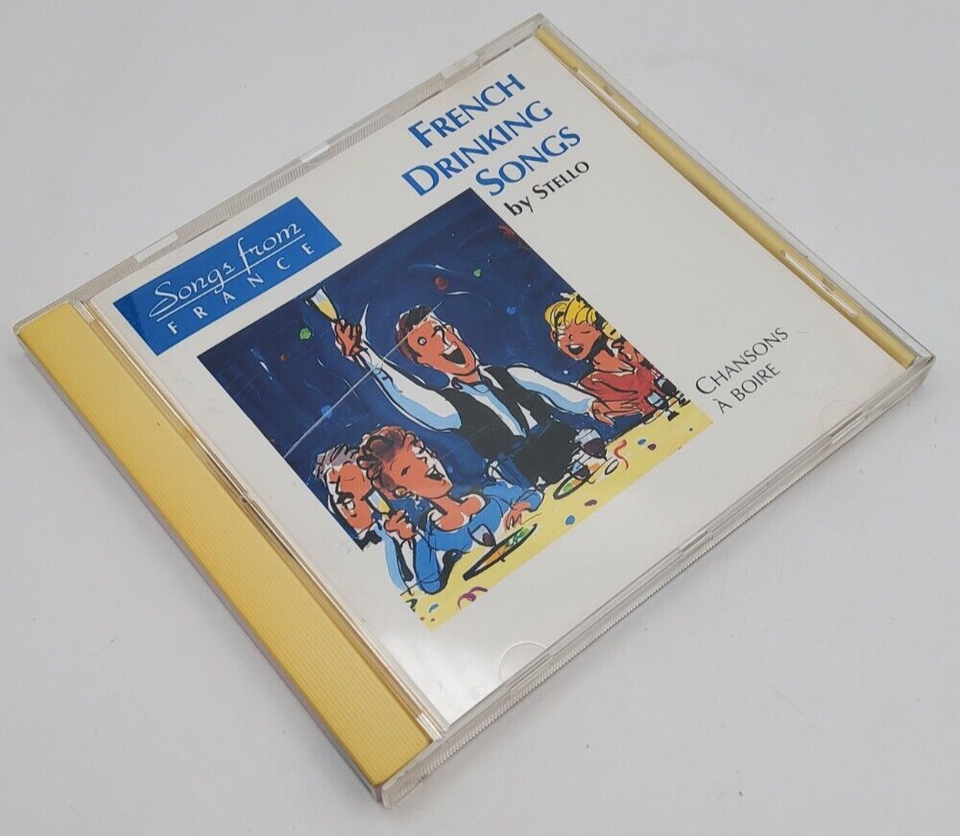 FRENCH
DRINKING
SONGS
by STELLO
Songs from
FRANCE
CHANSONS
À BOIRE